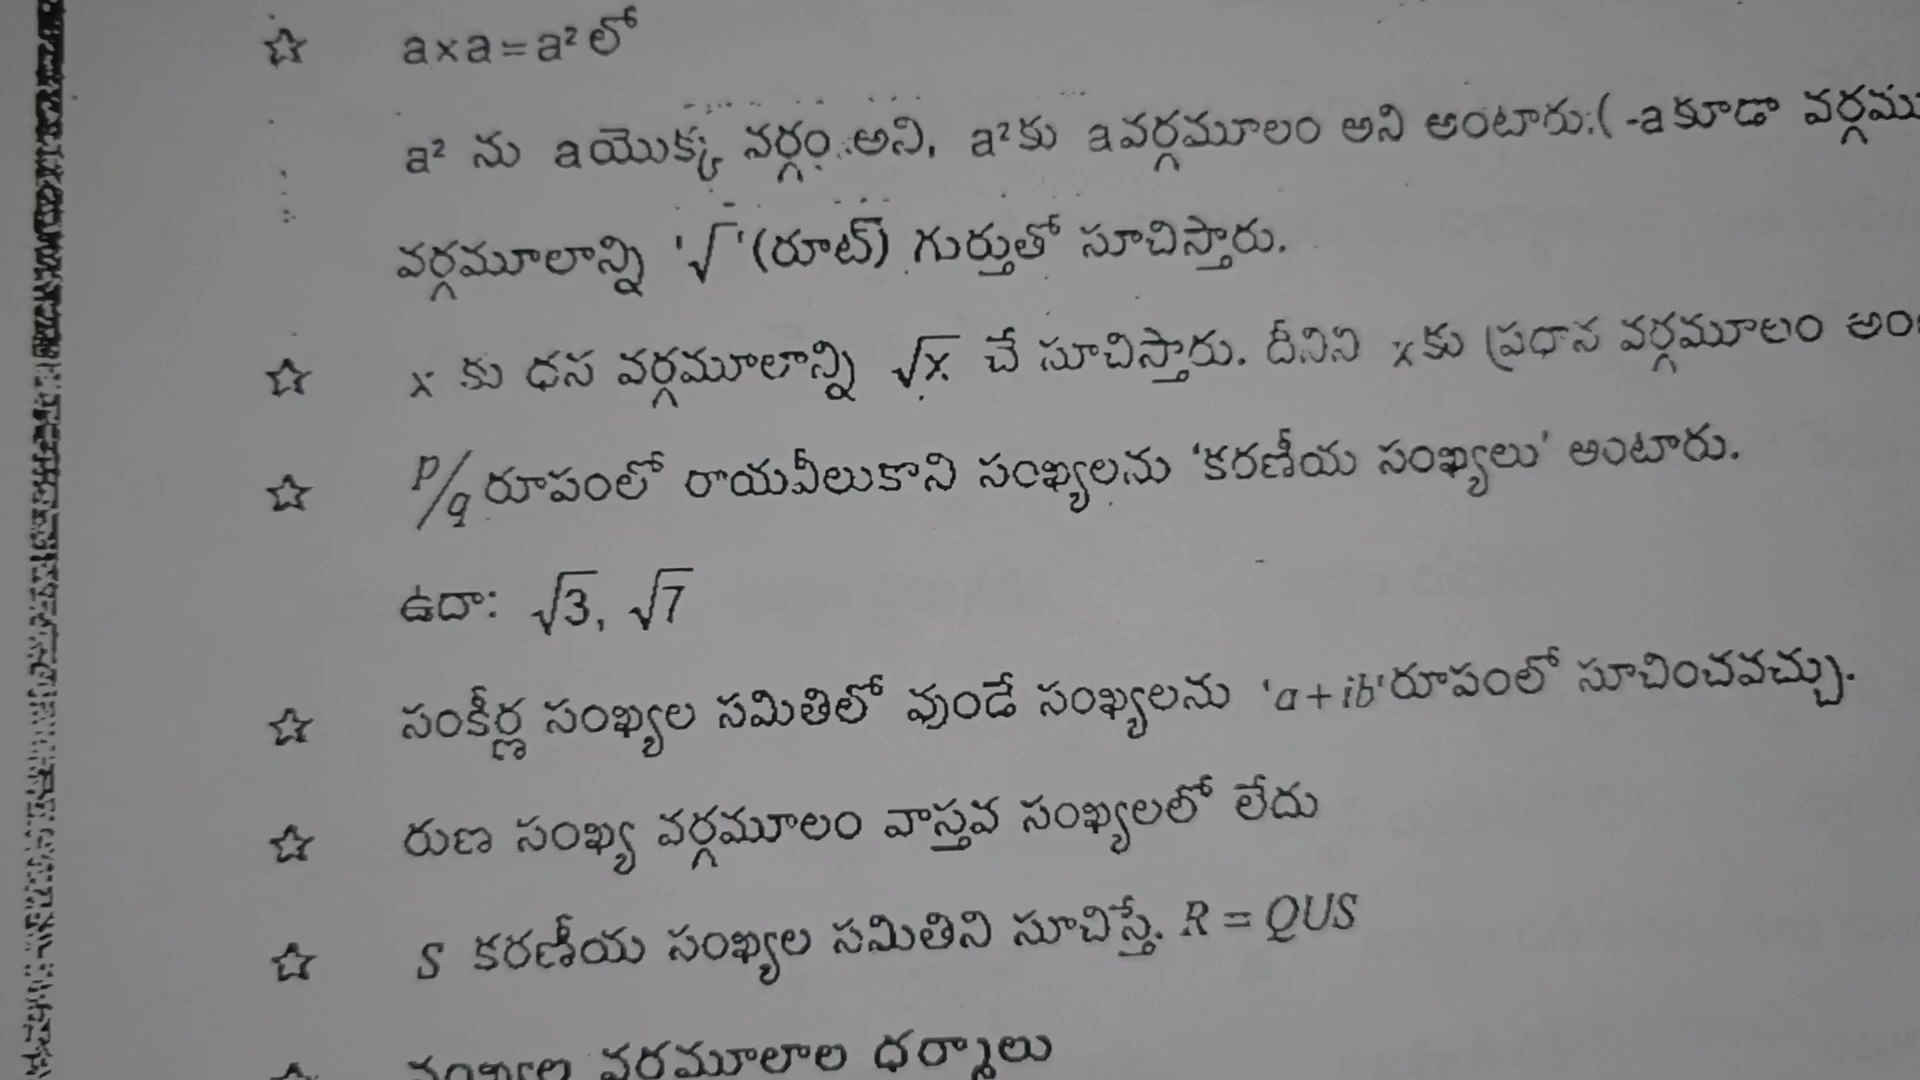 ☆ a×a=a² లో
a² ను a యొక్క వర్గం అని, a² కు a వర్గమూలం అని అంటారు.( -a కూడా
వర్గమూలాన్ని '√'(రూట్) గుర్తుతో సూచిస్తారు.
☆ x కు ధన వర్గమూలాన్ని √x చే సూచిస్తారు. దీనిని x కు ప్రధాన వర్గమూలం
☆ P/q రూపంలో రాయవీలుకాని సంఖ్యలను 'కరణీయ సంఖ్యలు' అంటారు.
ఉదా: √3, √7
☆ సంకీర్ణ సంఖ్యల సమితిలో వుండే సంఖ్యలను 'a+ib' రూపంలో సూచించవచ్చు.
☆ రుణ సంఖ్య వర్గమూలం వాస్తవ సంఖ్యలలో లేదు
☆ S కరణీయ సంఖ్యల సమితిని సూచిస్తే. R = QUS
☆ సంఖ్యల వర్గమూలాల ధర్మాలు